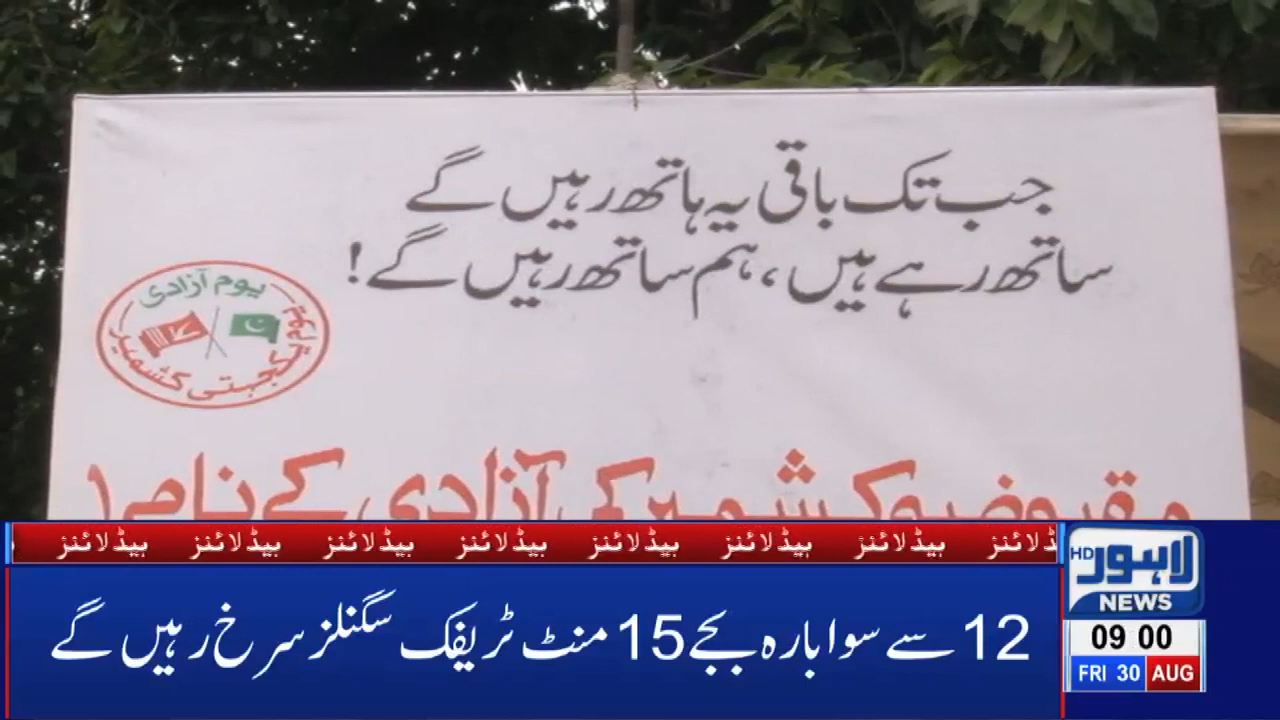 جب تک باقی یہ ہاتھ رہیں گے
ساتھ رہے ہیں، ہم ساتھ رہیں گے!
یوم آزادی
یکجہتی کشمیر
مقبوضہ کشمیر کی آزادی کے نام!
ہیڈلائنز ہیڈلائنز ہیڈلائنز ہیڈلائنز ہیڈلائنز ہیڈلائنز ہیڈلائنز
12 سے سوا بارہ بجے 15 منٹ ٹریفک سگنلز سرخ رہیں گے
لاہور HD
NEWS
09 00
FRI 30 AUG